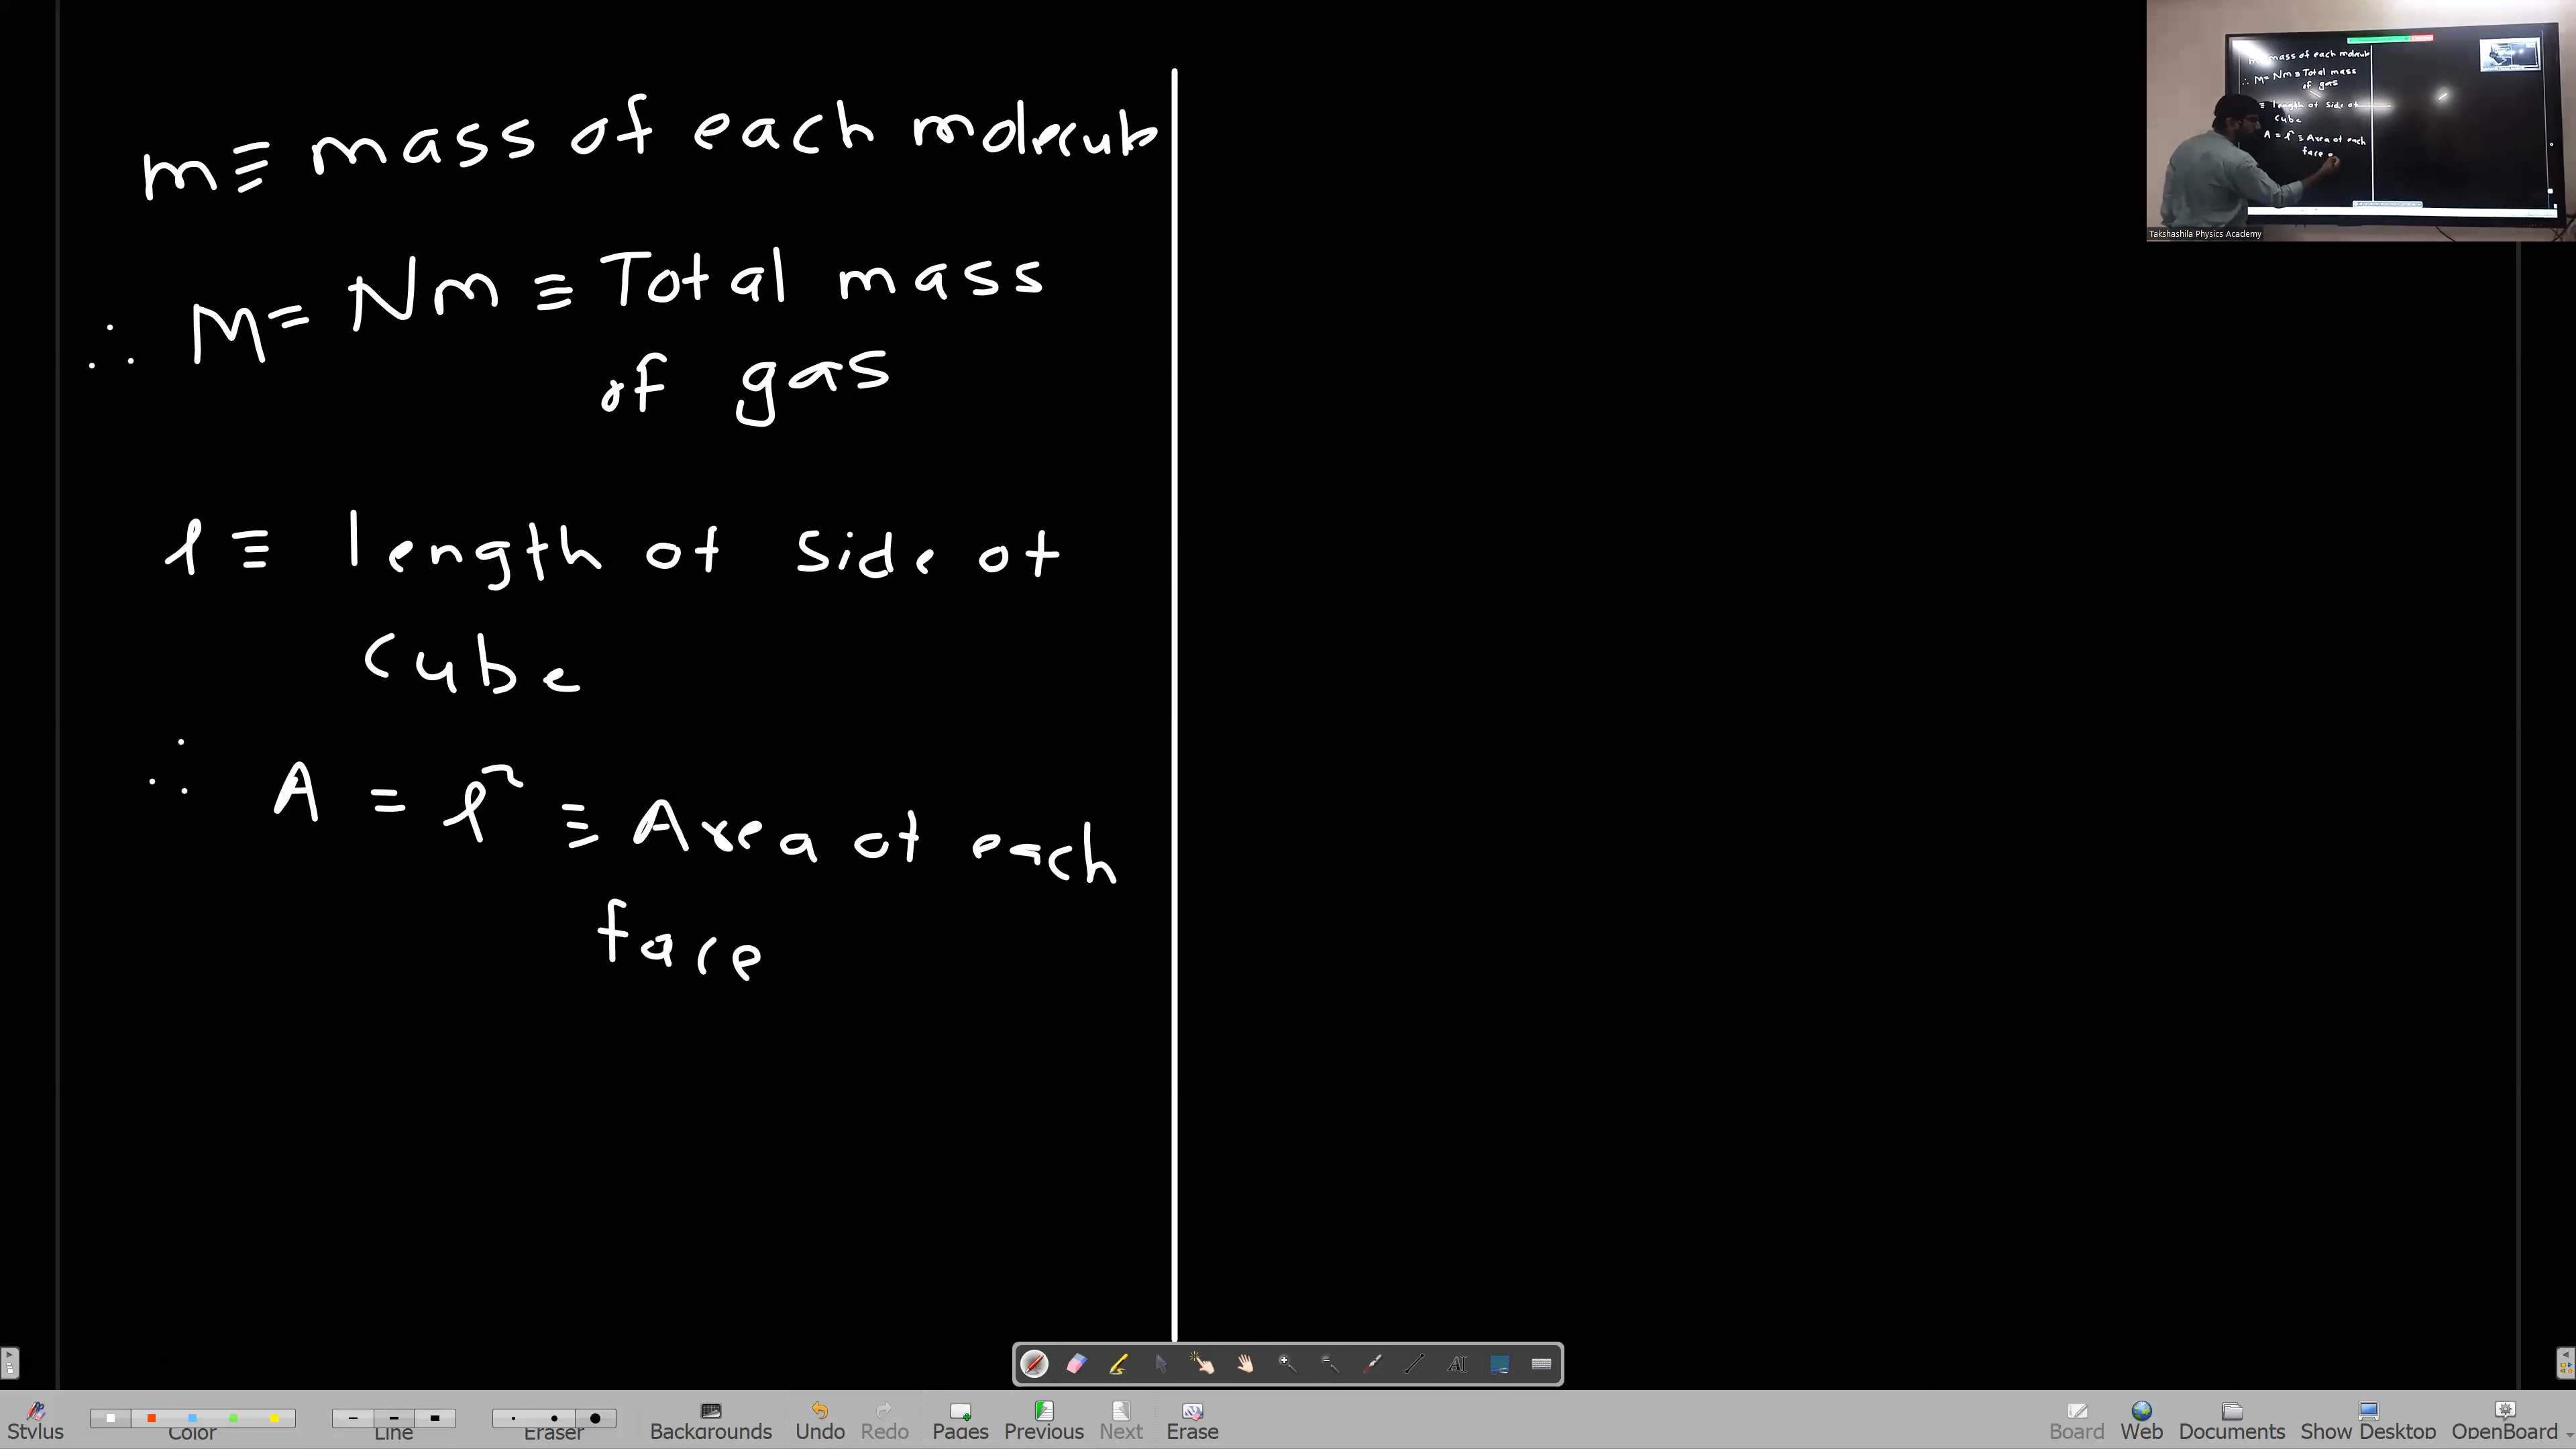 m ≡ mass of each molecule
∴ M = Nm ≡ Total mass
of gas
l ≡ length of side of
cube
∴ A = l² ≡ Area of each
face
Takshashila Physics Academy
Stylus
Color
Line
Eraser
Backgrounds
Undo
Redo
Pages
Previous
Next
Erase
Board
Web
Documents
Show Desktop
OpenBoard